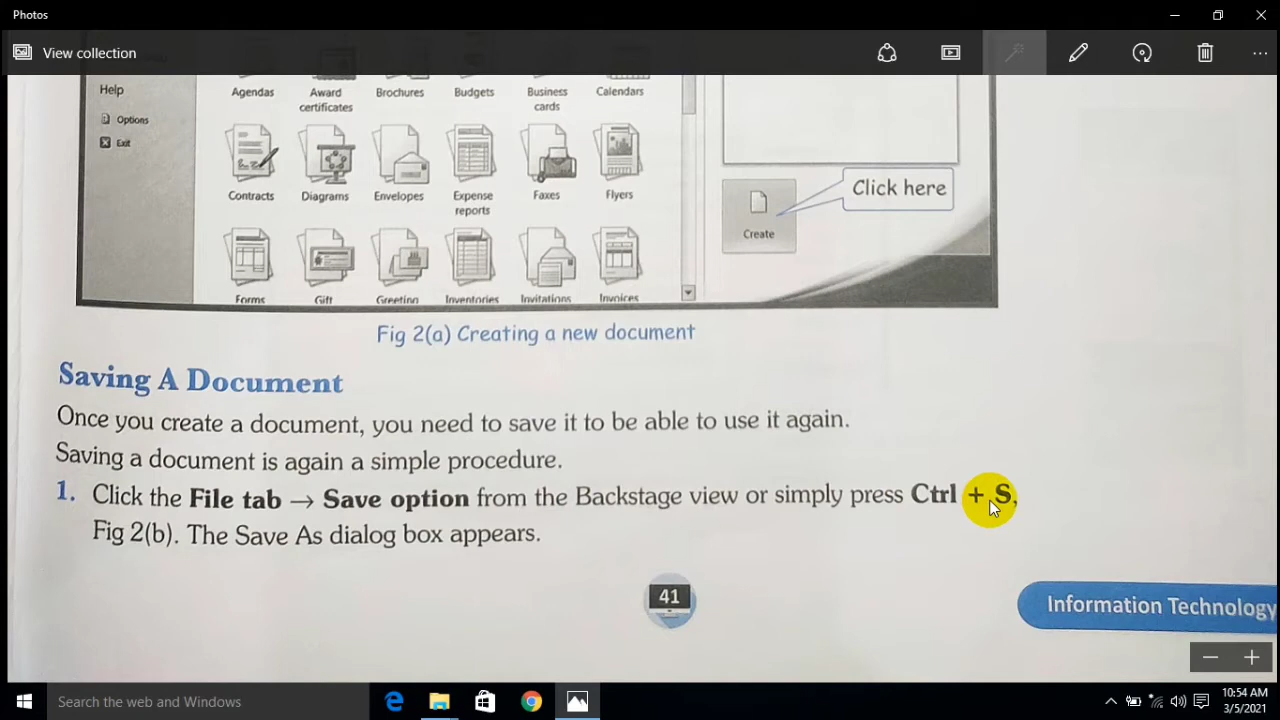 Photos
View collection
Help
Options
Exit
Agendas Award certificates Brochures Budgets Business cards Calendars
Contracts Diagrams Envelopes Expense reports Faxes Flyers
Forms Gift Greeting Inventories Invitations Invoices
Click here
Create
Fig 2(a) Creating a new document
Saving A Document
Once you create a document, you need to save it to be able to use it again.
Saving a document is again a simple procedure.
1. Click the File tab → Save option from the Backstage view or simply press Ctrl + S,
Fig 2(b). The Save As dialog box appears.
41
Information Technology
Search the web and Windows
10:54 AM
3/5/2021